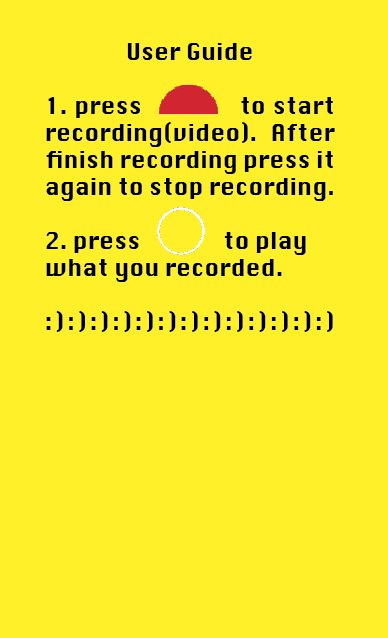 User Guide
1. press to start
recording(video). After
finish recording press it
again to stop recording.
2. press to play
what you recorded.
:):):):):):):):):):):):):)